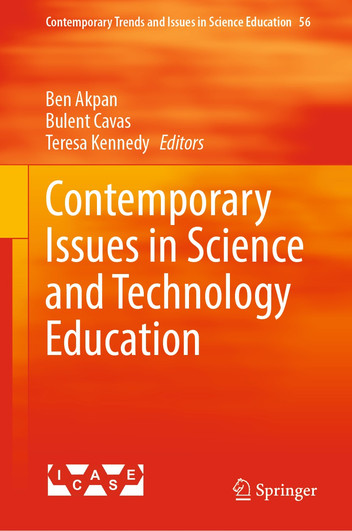 Contemporary Trends and Issues in Science Education 56
Ben Akpan
Bulent Cavas
Teresa Kennedy Editors
Contemporary
Issues in Science
and Technology
Education
ICASE
Springer